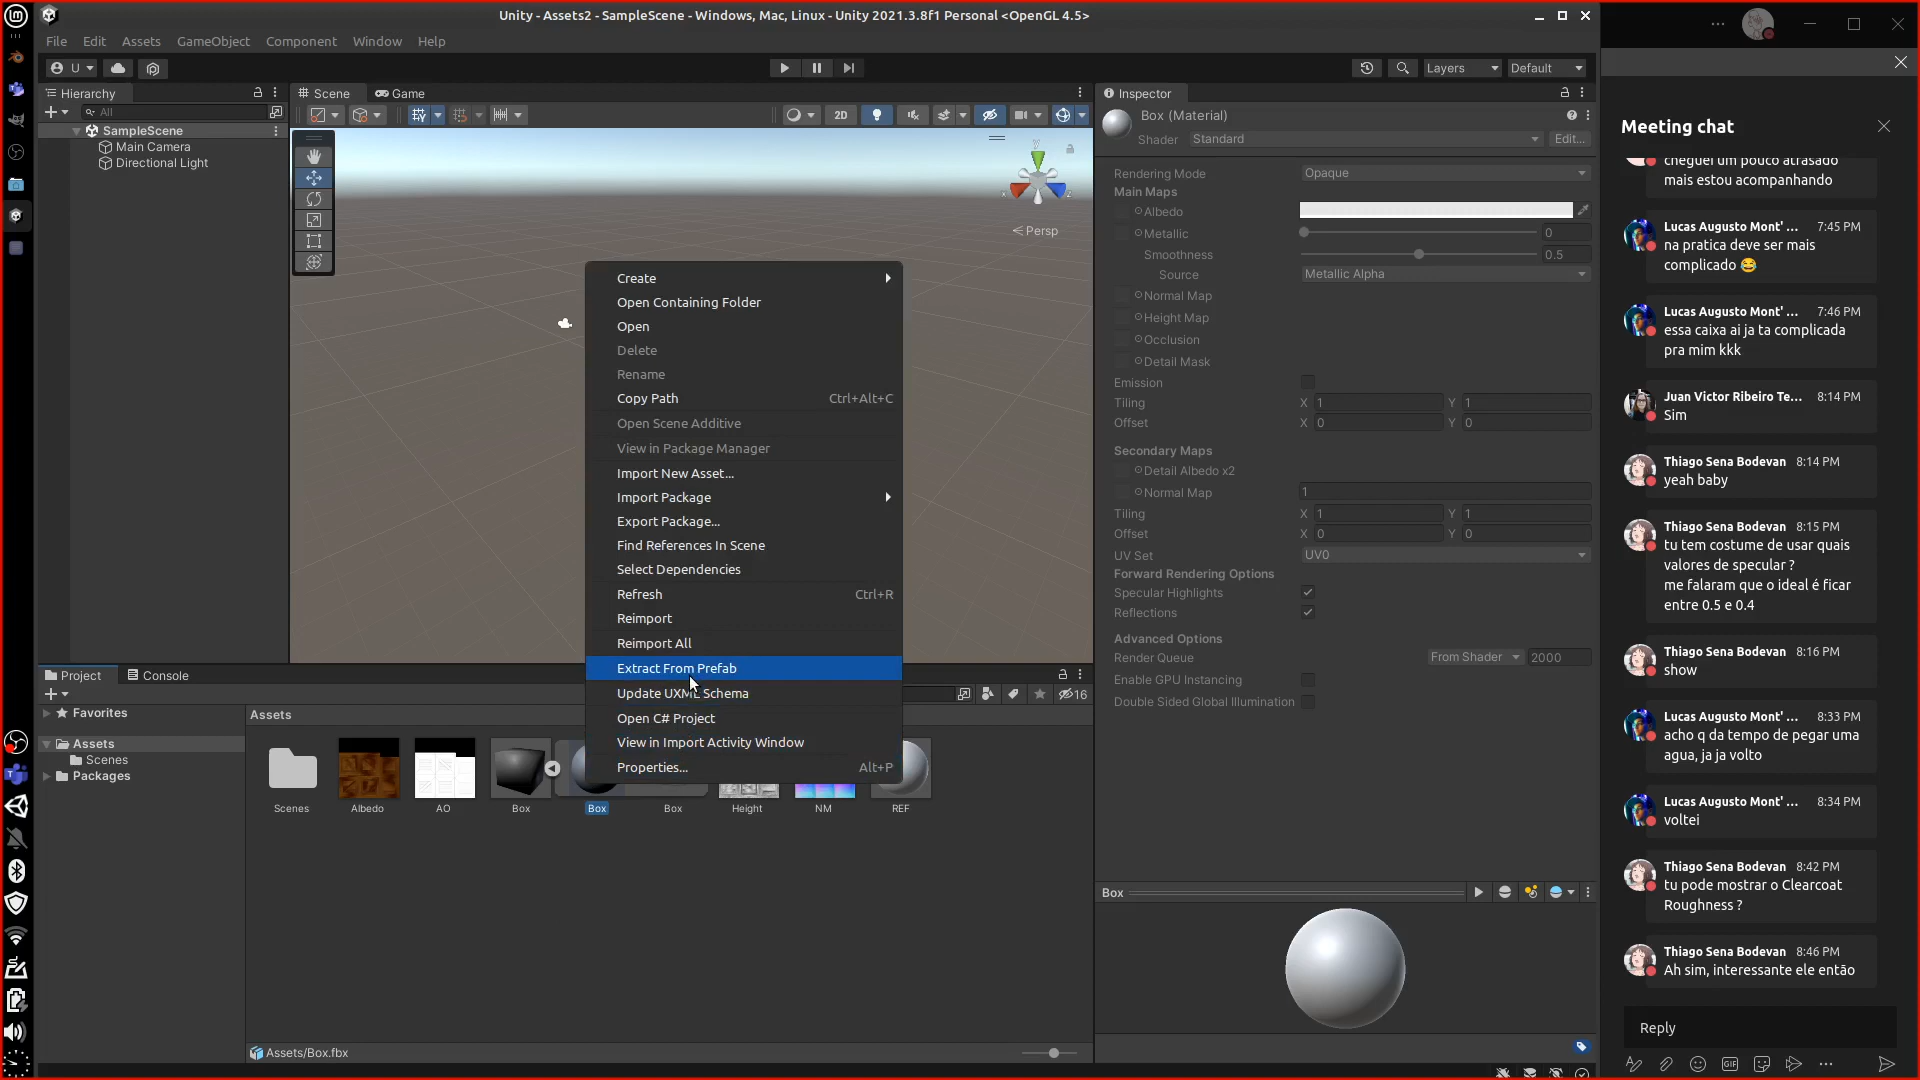 Unity - Assets2 - SampleScene - Windows, Mac, Linux - Unity 2021.3.8f1 Personal <OpenGL 4.5>
File Edit Assets GameObject Component Window Help
U
Layers Default
Hierarchy
All
SampleScene
Main Camera
Directional Light
Scene Game
2D
y
x
z
Persp
Create
Open Containing Folder
Open
Delete
Rename
Copy Path Ctrl+Alt+C
Open Scene Additive
View in Package Manager
Import New Asset...
Import Package
Export Package...
Find References In Scene
Select Dependencies
Refresh Ctrl+R
Reimport
Reimport All
Extract From Prefab
Update UXML Schema
Open C# Project
View in Import Activity Window
Properties... Alt+P
Project Console
16
Favorites
Assets
Scenes
Packages
Assets
Scenes
Albedo
AO
Box
Box
Box
Height
NM
REF
Assets/Box.fbx
Inspector
Box (Material)
Shader Standard Edit...
Rendering Mode Opaque
Main Maps
Albedo
Metallic 0
Smoothness 0.5
Source Metallic Alpha
Normal Map
Height Map
Occlusion
Detail Mask
Emission
Tiling X 1 Y 1
Offset X 0 Y 0
Secondary Maps
Detail Albedo x2
Normal Map 1
Tiling X 1 Y 1
Offset X 0 Y 0
UV Set UV0
Forward Rendering Options
Specular Highlights
Reflections
Advanced Options
Render Queue From Shader 2000
Enable GPU Instancing
Double Sided Global Illumination
Box
Meeting chat
cheguei um pouco atrasado
mais estou acompanhando
Lucas Augusto Mont' ... 7:45 PM
na pratica deve ser mais
complicado 😂
Lucas Augusto Mont' ... 7:46 PM
essa caixa ai ja ta complicada
pra mim kkk
Juan Victor Ribeiro Te... 8:14 PM
Sim
Thiago Sena Bodevan 8:14 PM
yeah baby
Thiago Sena Bodevan 8:15 PM
tu tem costume de usar quais
valores de specular ?
me falaram que o ideal é ficar
entre 0.5 e 0.4
Thiago Sena Bodevan 8:16 PM
show
Lucas Augusto Mont' ... 8:33 PM
acho q da tempo de pegar uma
agua, ja ja volto
Lucas Augusto Mont' ... 8:34 PM
voltei
Thiago Sena Bodevan 8:42 PM
tu pode mostrar o Clearcoat
Roughness ?
Thiago Sena Bodevan 8:46 PM
Ah sim, interessante ele então
Reply
GIF